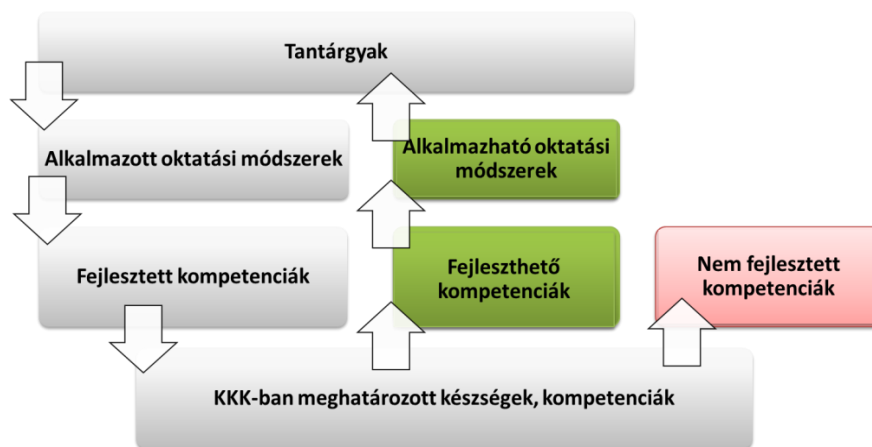 Tantárgyak
Alkalmazott oktatási módszerek
Alkalmazható oktatási
módszerek
Fejlesztett kompetenciák
Fejleszthető
kompetenciák
Nem fejlesztett
kompetenciák
KKK-ban meghatározott készségek, kompetenciák